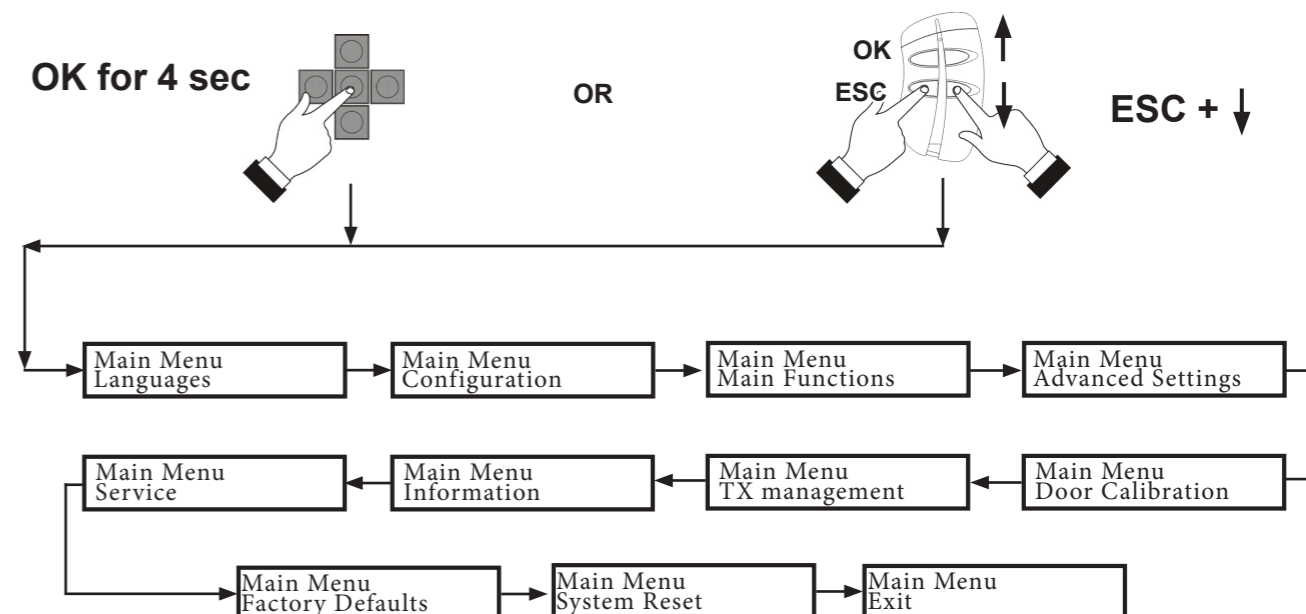 OK for 4 sec
OR
OK
ESC
ESC +
Main Menu
Languages
Main Menu
Configuration
Main Menu
Main Functions
Main Menu
Advanced Settings
Main Menu
Door Calibration
Main Menu
TX management
Main Menu
Information
Main Menu
Service
Main Menu
Factory Defaults
Main Menu
System Reset
Main Menu
Exit